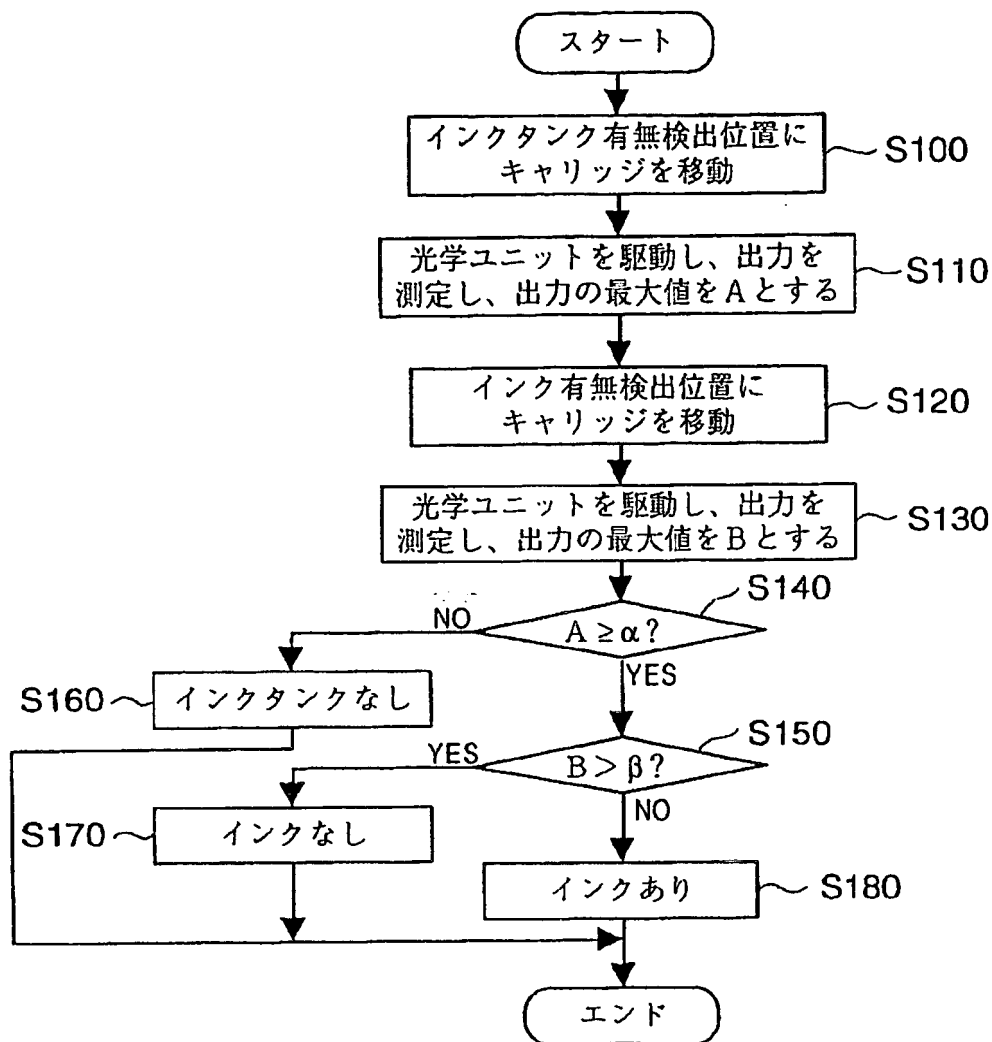 スタート
インクタンク有無検出位置に
キャリッジを移動
S100
光学ユニットを駆動し、出力を
測定し、出力の最大値をAとする
S110
インク有無検出位置に
キャリッジを移動
S120
光学ユニットを駆動し、出力を
測定し、出力の最大値をBとする
S130
S140
NO
A≥α?
YES
S160
インクタンクなし
S150
YES
B>β?
NO
S170
インクなし
インクあり
S180
エンド